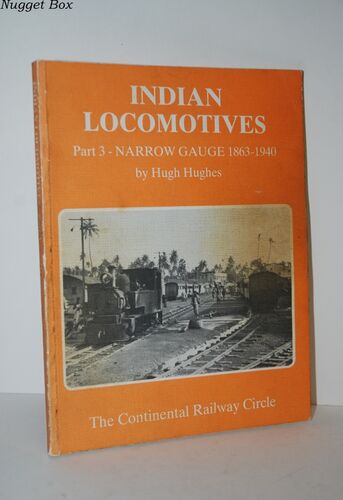 Nugget Box
INDIAN
LOCOMOTIVES
Part 3 - NARROW GAUGE 1863-1940
by Hugh Hughes
The Continental Railway Circle